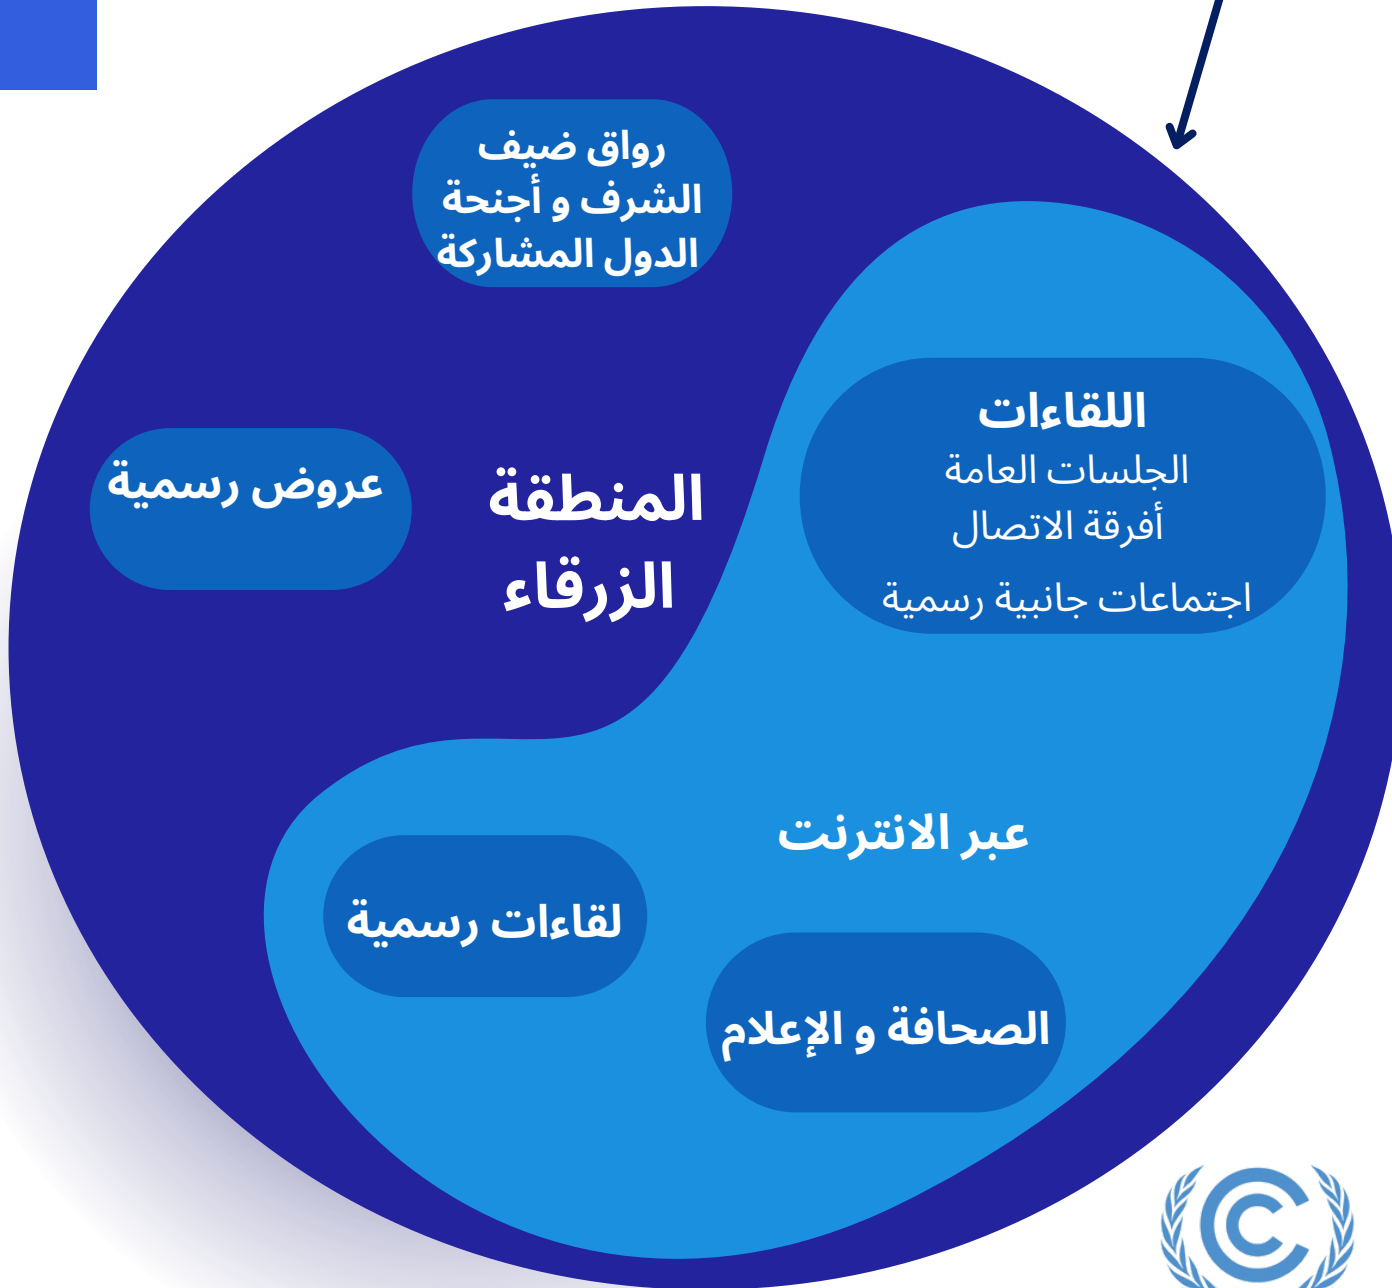 رواق ضيف
الشرف و أجنحة
الدول المشاركة
عروض رسمية
المنطقة
الزرقاء
اللقاءات
الجلسات العامة
أفرقة الاتصال
اجتماعات جانبية رسمية
عبر الانترنت
لقاءات رسمية
الصحافة و الإعلام